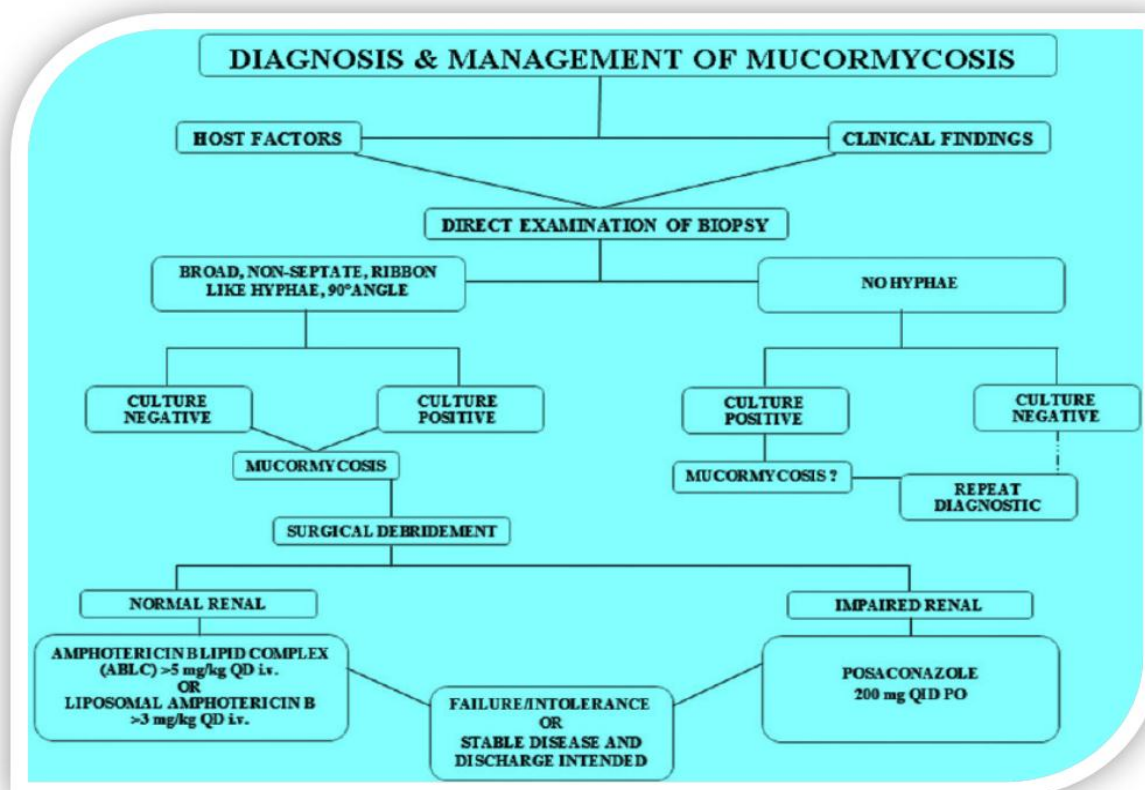 DIAGNOSIS & MANAGEMENT OF MUCORMYCOSIS
HOST FACTORS
CLINICAL FINDINGS
DIRECT EXAMINATION OF BIOPSY
BROAD, NON-SEPTATE, RIBBON
LIKE HYPHAE, 90°ANGLE
NO HYPHAE
CULTURE
NEGATIVE
CULTURE
POSITIVE
CULTURE
POSITIVE
CULTURE
NEGATIVE
MUCORMYCOSIS
MUCORMYCOSIS ?
REPEAT
DIAGNOSTIC
SURGICAL DEBRIDEMENT
NORMAL RENAL
IMPAIRED RENAL
AMPHOTERICIN B LIPID COMPLEX
(ABLC) >5 mg/kg QD i.v.
OR
LIPOSOMAL AMPHOTERICIN B
>3 mg/kg QD i.v.
FAILURE/INTOLERANCE
OR
STABLE DISEASE AND
DISCHARGE INTENDED
POSACONAZOLE
200 mg QID PO